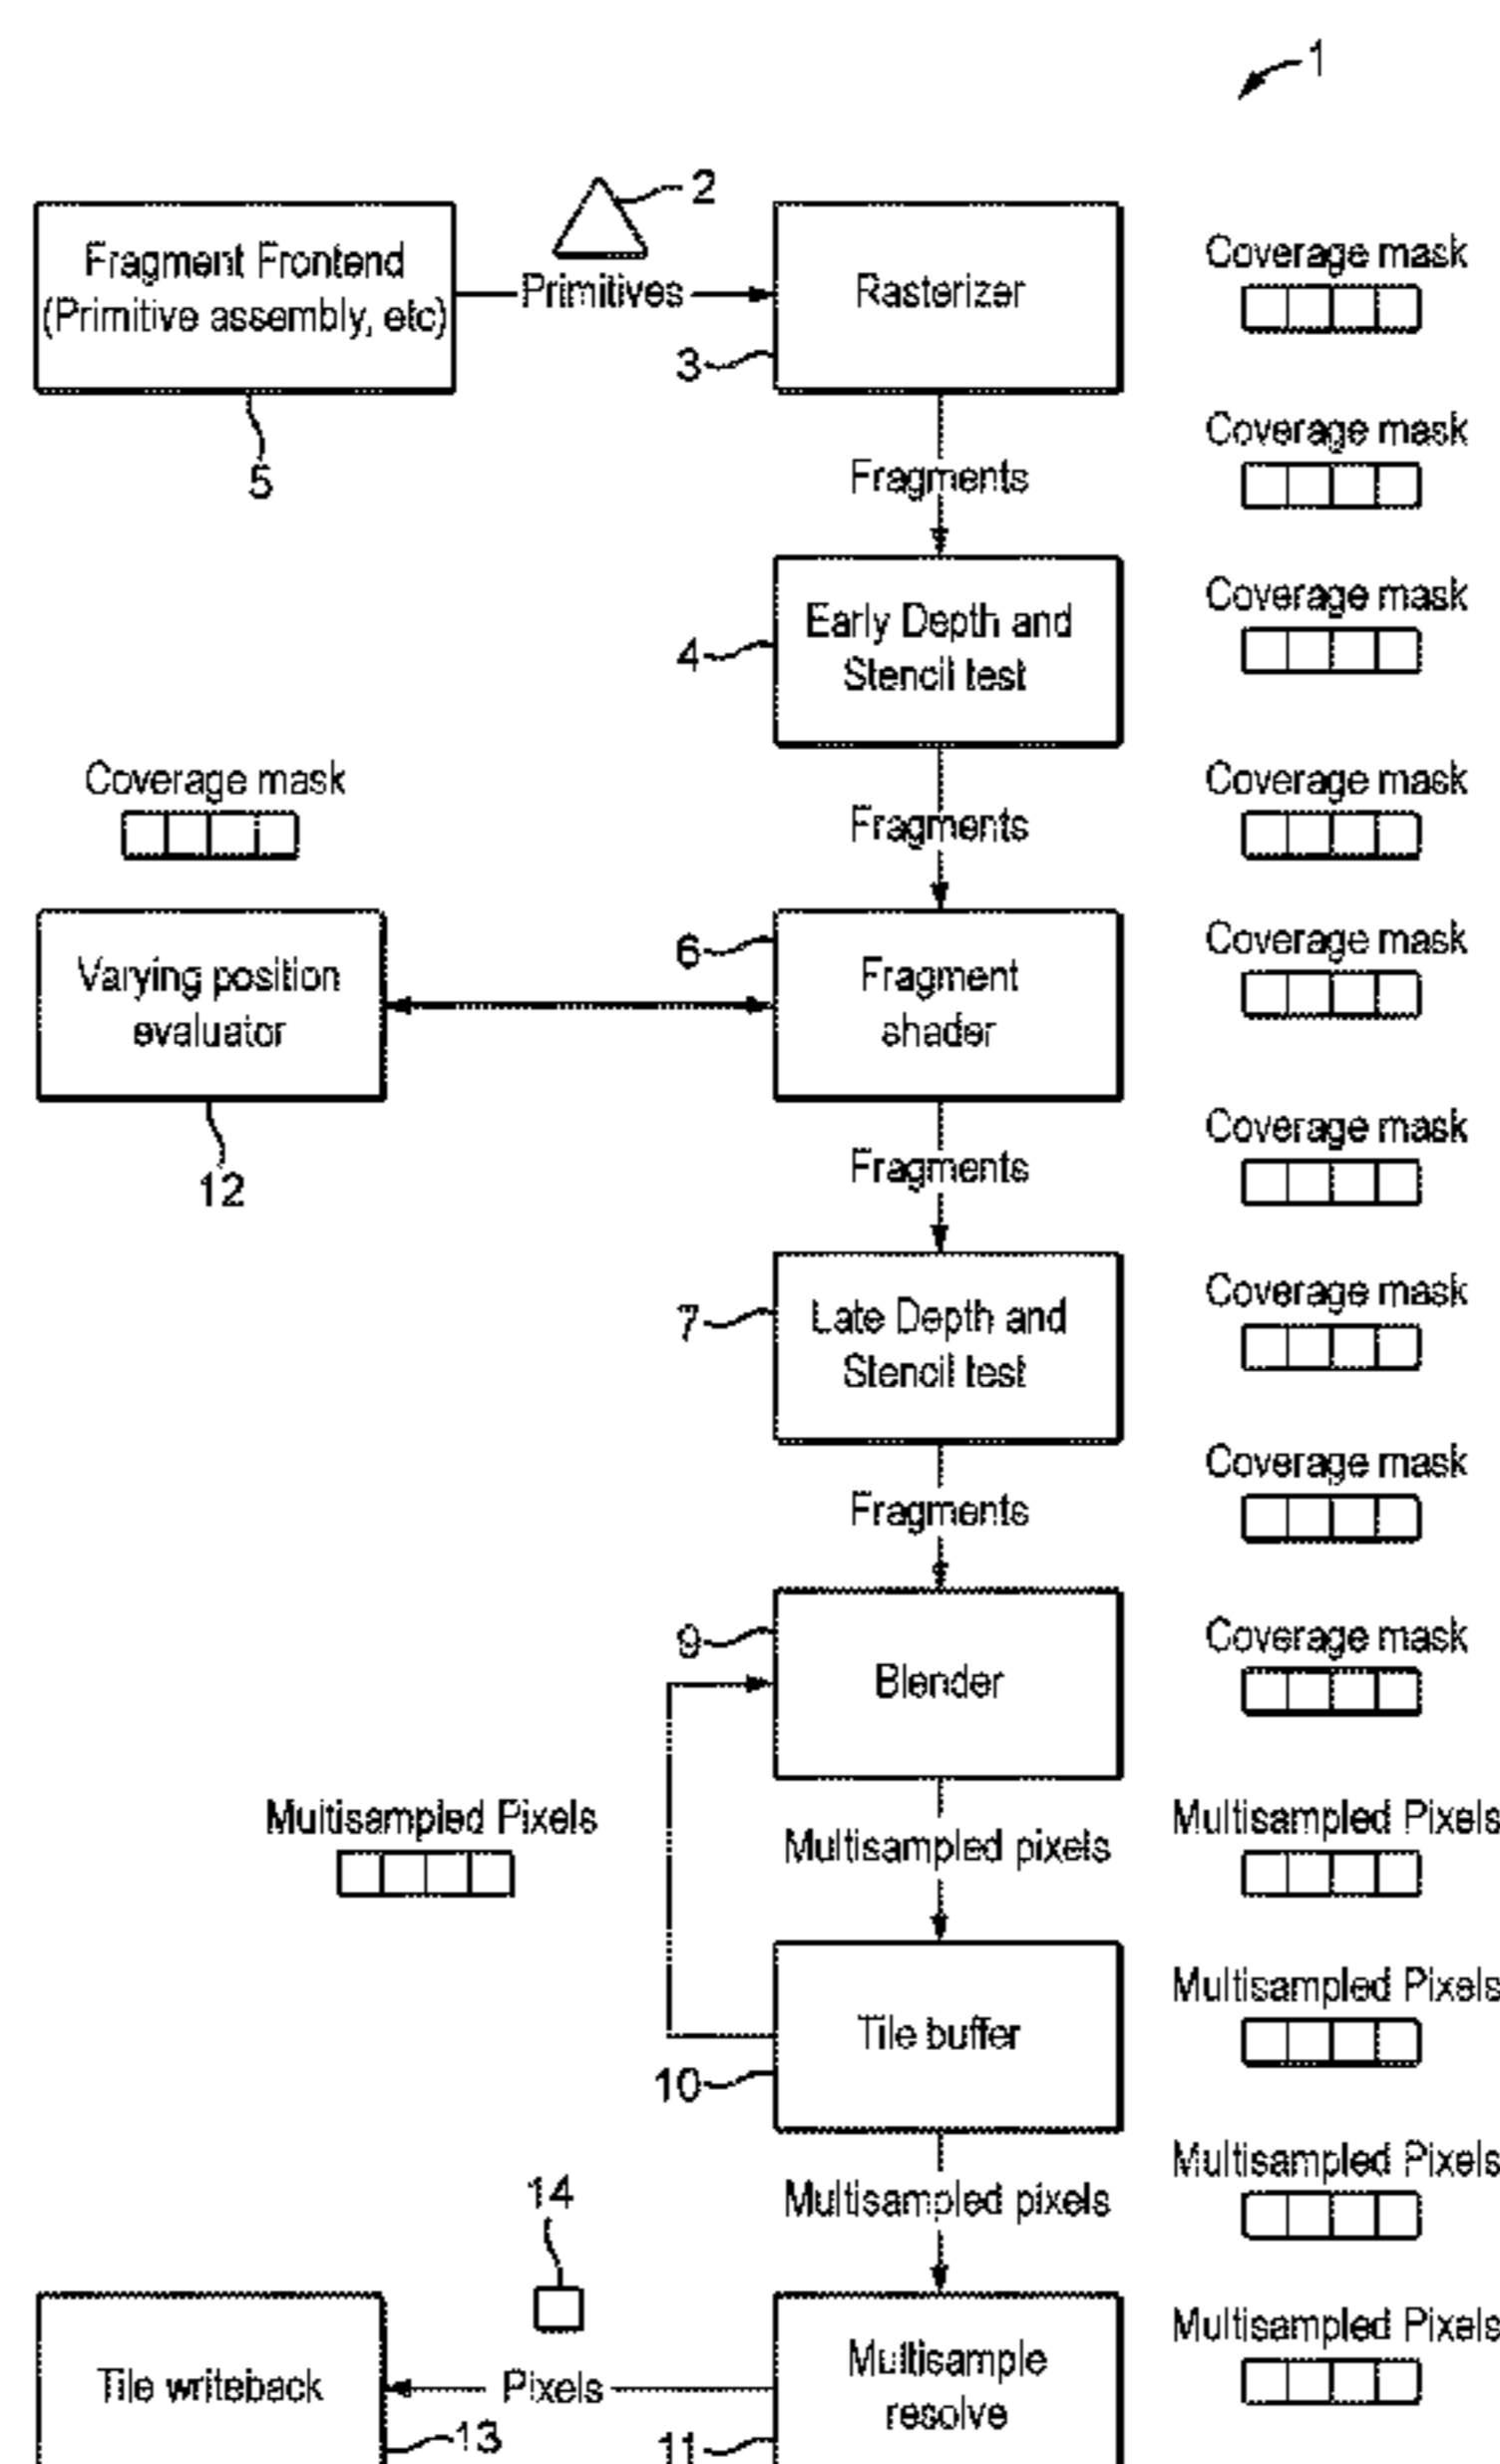 1
2
Fragment Frontend
(Primitive assembly, etc)
Primitives
Rasterizer
Coverage mask
3
5
Coverage mask
Fragments
Coverage mask
4
Early Depth and
Stencil test
Coverage mask
Coverage mask
Fragments
Coverage mask
6
Varying position
evaluator
Fragment
shader
12
Coverage mask
Fragments
Coverage mask
7
Late Depth and
Stencil test
Coverage mask
Fragments
Coverage mask
9
Blender
Multisampled Pixels
Multisampled pixels
Multisampled Pixels
Multisampled Pixels
Tile buffer
10
Multisampled Pixels
14
Multisampled pixels
Multisampled Pixels
Tile writeback
Pixels
Multisample
resolve
13
11